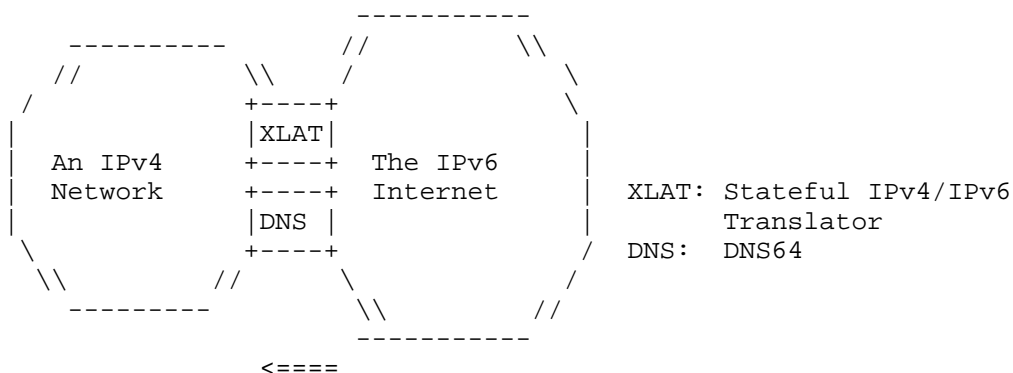 XLAT
An IPv4 The IPv6
Network Internet XLAT: Stateful IPv4/IPv6
DNS Translator
DNS: DNS64
<====